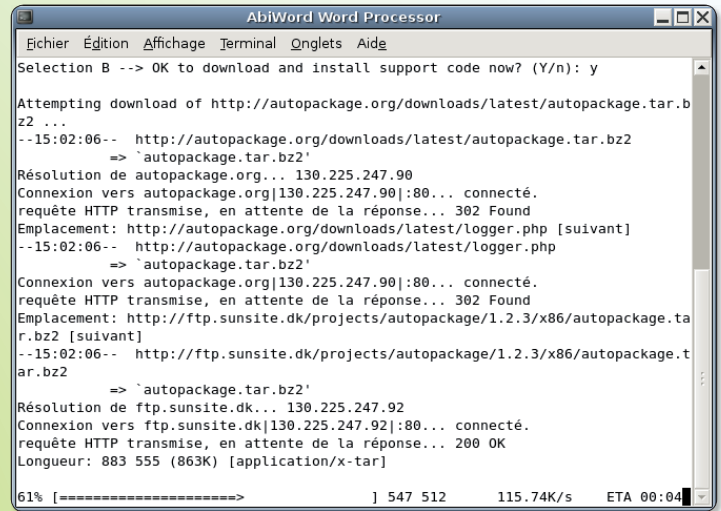 AbiWord Word Processor
Fichier Édition Affichage Terminal Onglets Aide
Selection B --> OK to download and install support code now? (Y/n): y
Attempting download of http://autopackage.org/downloads/latest/autopackage.tar.b
z2 ...
--15:02:06--  http://autopackage.org/downloads/latest/autopackage.tar.bz2
           => `autopackage.tar.bz2'
Résolution de autopackage.org... 130.225.247.90
Connexion vers autopackage.org|130.225.247.90|:80... connecté.
requête HTTP transmise, en attente de la réponse... 302 Found
Emplacement: http://autopackage.org/downloads/latest/logger.php [suivant]
--15:02:06--  http://autopackage.org/downloads/latest/logger.php
           => `autopackage.tar.bz2'
Connexion vers autopackage.org|130.225.247.90|:80... connecté.
requête HTTP transmise, en attente de la réponse... 302 Found
Emplacement: http://ftp.sunsite.dk/projects/autopackage/1.2.3/x86/autopackage.ta
r.bz2 [suivant]
--15:02:06--  http://ftp.sunsite.dk/projects/autopackage/1.2.3/x86/autopackage.t
ar.bz2
           => `autopackage.tar.bz2'
Résolution de ftp.sunsite.dk... 130.225.247.92
Connexion vers ftp.sunsite.dk|130.225.247.92|:80... connecté.
requête HTTP transmise, en attente de la réponse... 200 OK
Longueur: 883 555 (863K) [application/x-tar]
61% [=====================>               ] 547 512      115.74K/s    ETA 00:04